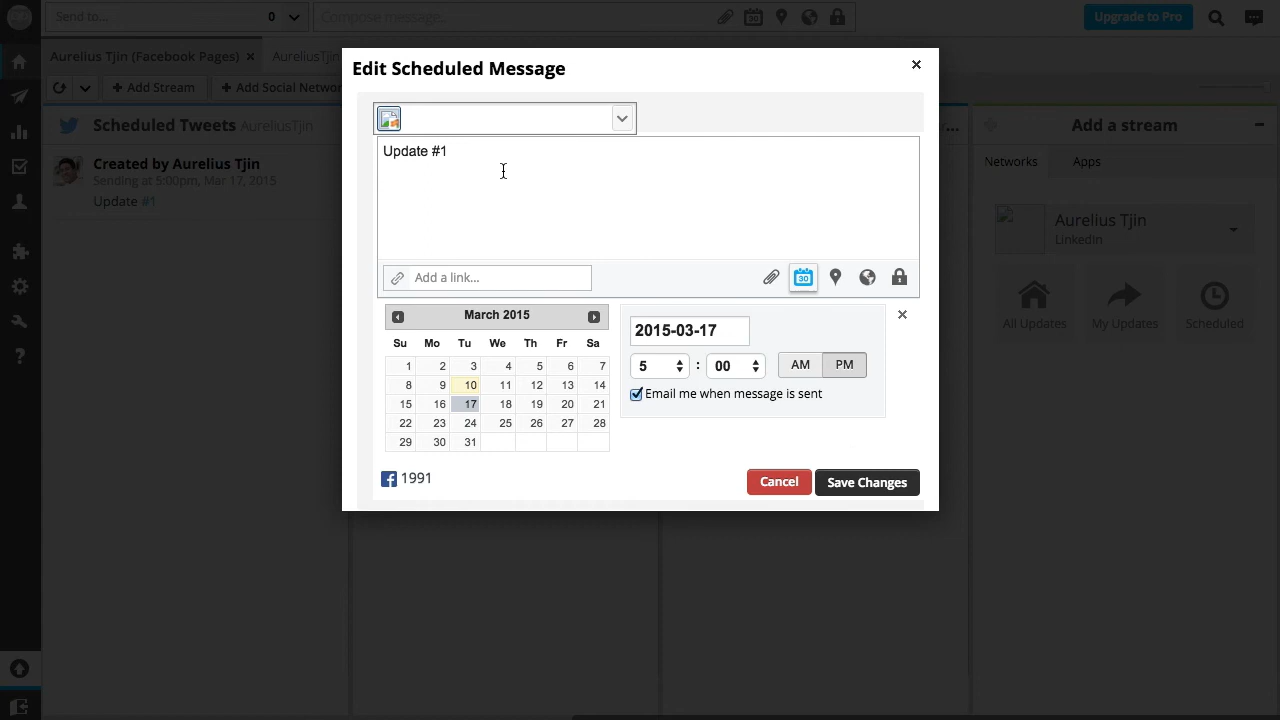 Send to...
0
Compose message...
Upgrade to Pro
Aurelius Tjin (Facebook Pages)
AureliusTjin
+ Add Stream
+ Add Social Networ
Scheduled Tweets AureliusTjin
Created by Aurelius Tjin
Sending at 5:00pm, Mar 17, 2015
Update #1
Edit Scheduled Message
Update #1
Add a link...
30
March 2015
Su Mo Tu We Th Fr Sa
1 2 3 4 5 6 7
8 9 10 11 12 13 14
15 16 17 18 19 20 21
22 23 24 25 26 27 28
29 30 31
2015-03-17
5 : 00 AM PM
Email me when message is sent
1991
Cancel
Save Changes
...
Add a stream
Networks
Apps
Aurelius Tjin
LinkedIn
All Updates
My Updates
Scheduled